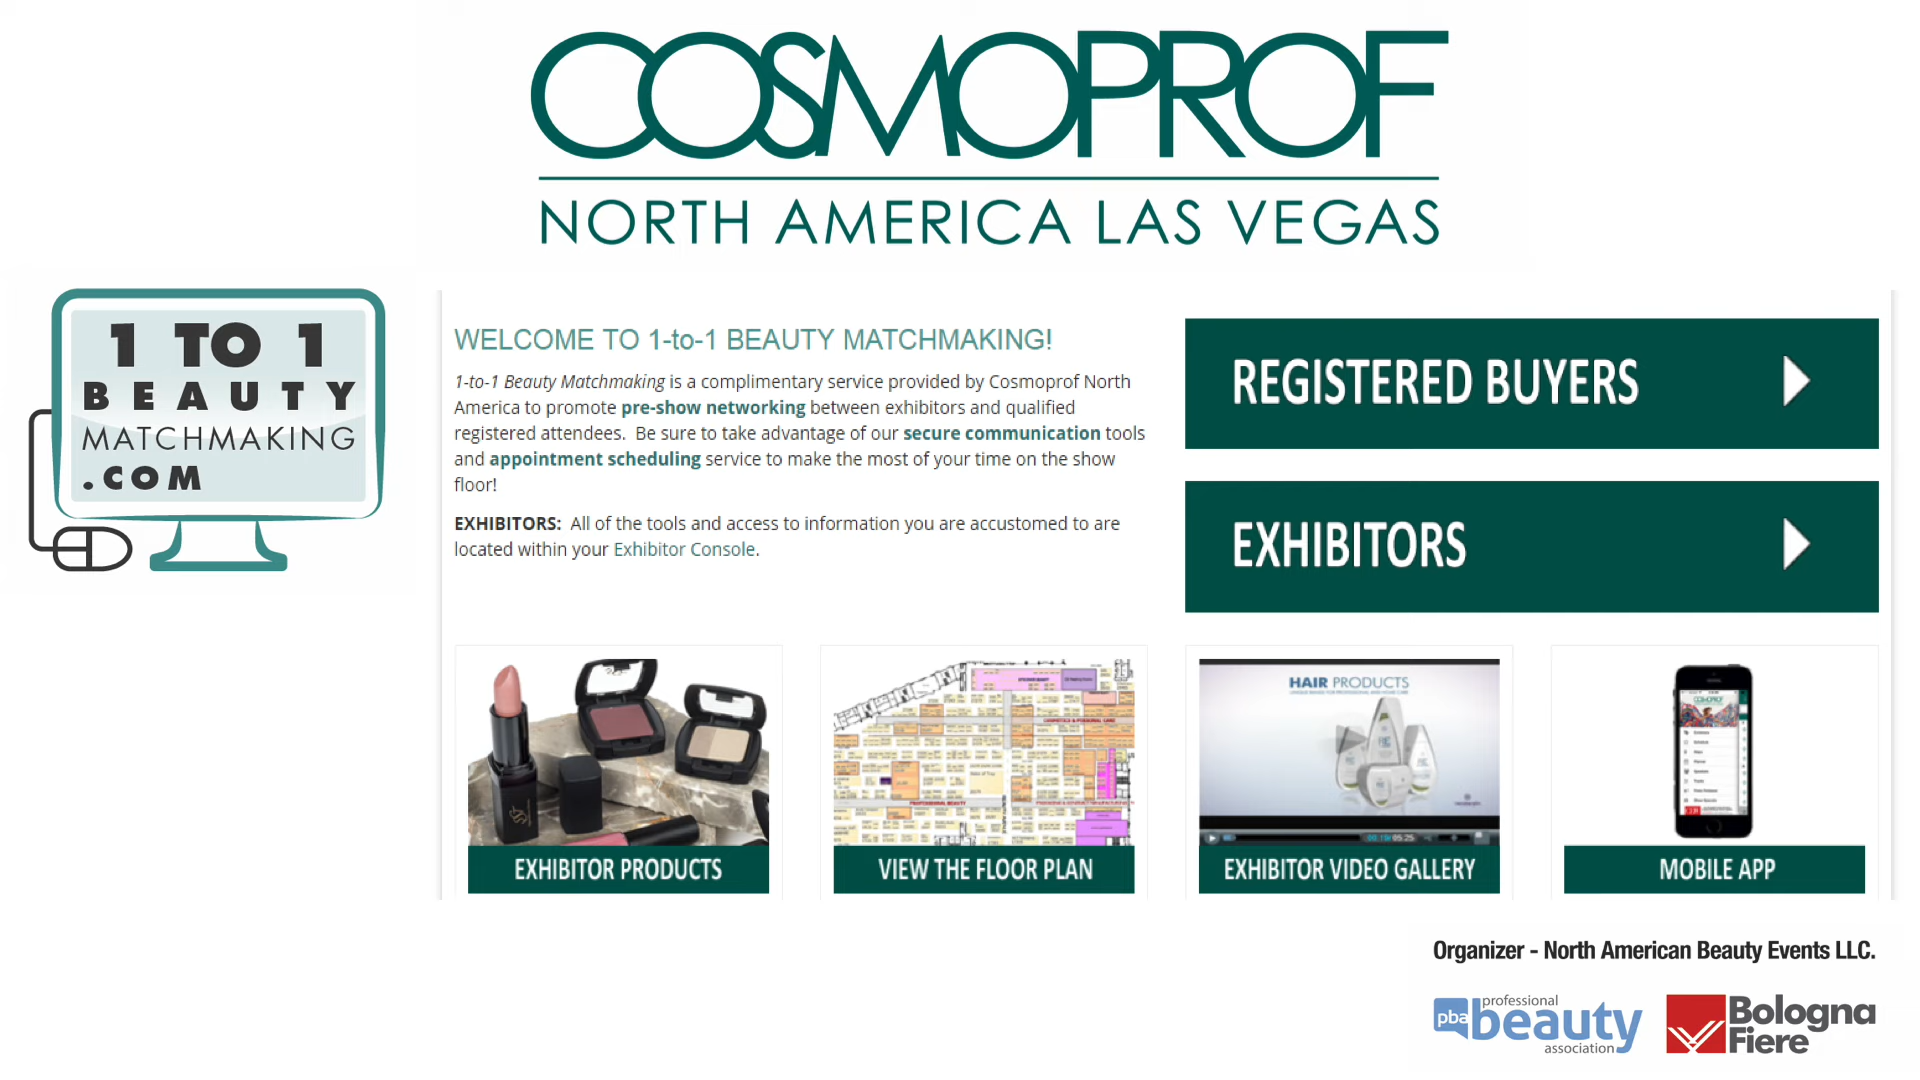 COSMOPROF
NORTH AMERICA LAS VEGAS
1 TO 1
BEAUTY
MATCHMAKING
.COM
WELCOME TO 1-to-1 BEAUTY MATCHMAKING!
1-to-1 Beauty Matchmaking is a complimentary service provided by Cosmoprof North
America to promote pre-show networking between exhibitors and qualified
registered attendees.  Be sure to take advantage of our secure communication tools
and appointment scheduling service to make the most of your time on the show
floor!
EXHIBITORS:  All of the tools and access to information you are accustomed to are
located within your Exhibitor Console.
REGISTERED BUYERS
EXHIBITORS
EXHIBITOR PRODUCTS
VIEW THE FLOOR PLAN
HAIR PRODUCTS
05:25
EXHIBITOR VIDEO GALLERY
COSMOPROF
MOBILE APP
Organizer - North American Beauty Events LLC.
pba
professional
beauty
association
Bologna
Fiere